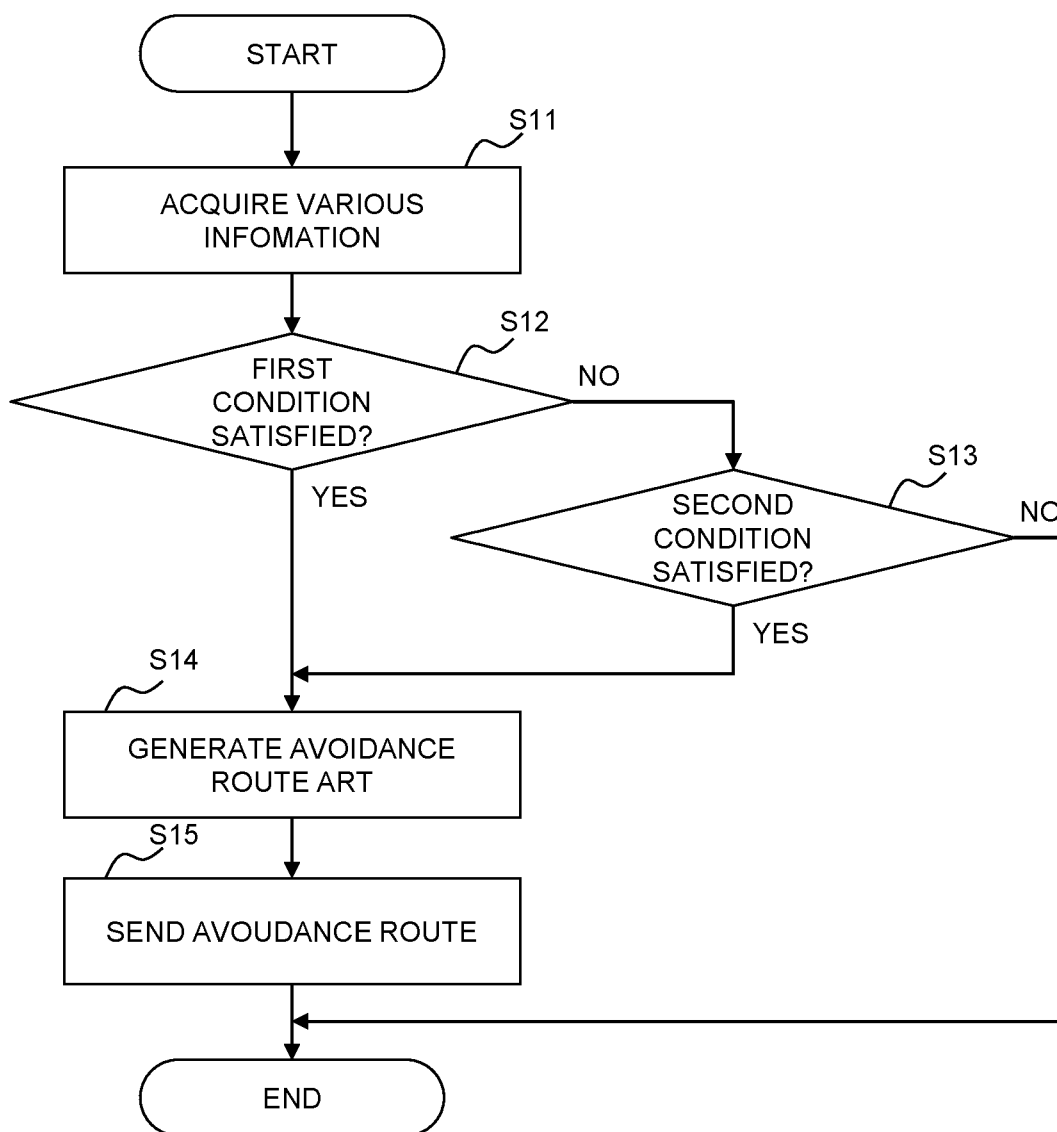 START
S11
ACQUIRE VARIOUS
INFOMATION
S12
FIRST
CONDITION
SATISFIED?
NO
YES
S13
SECOND
CONDITION
SATISFIED?
NO
YES
S14
GENERATE AVOIDANCE
ROUTE ART
S15
SEND AVOUDANCE ROUTE
END